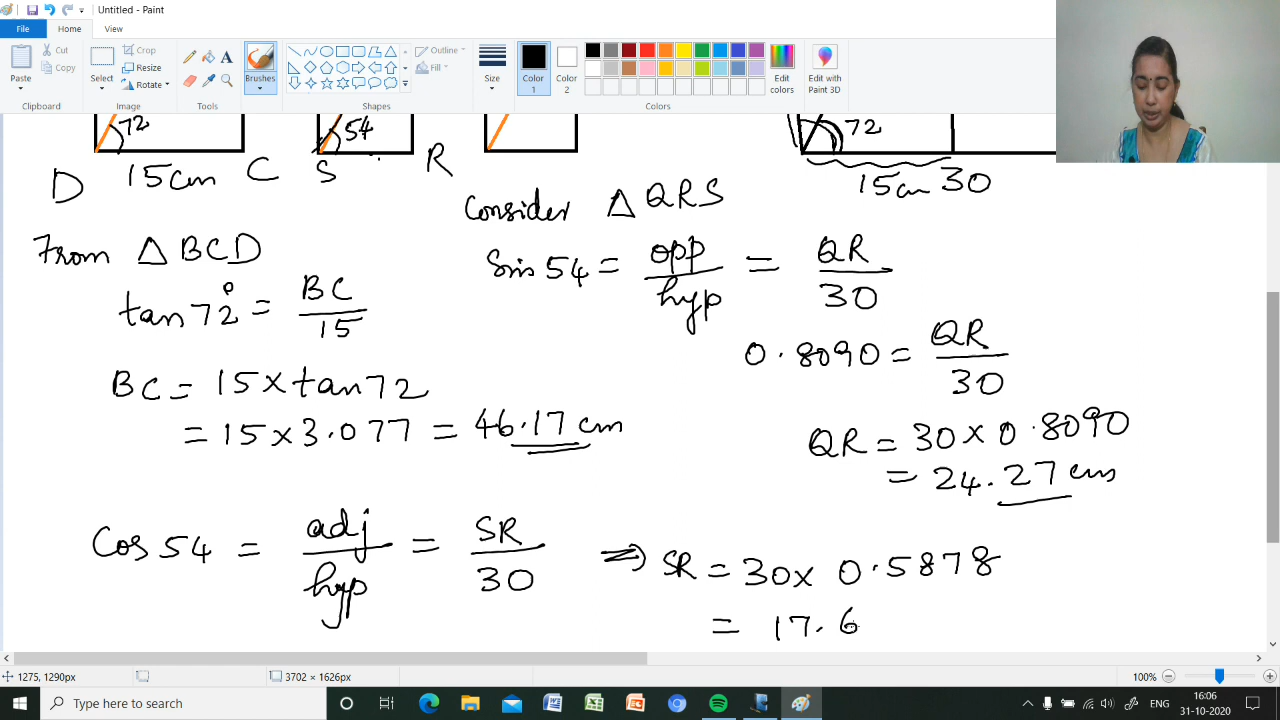 Untitled - Paint
File Home View
Paste Cut Copy Clipboard
Select Crop Resize Rotate Image
Tools
Brushes
Shapes Outline Fill
Size
Color 1 Color 2 Edit colors Edit with Paint 3D
Colors
72 54 72
D 15cm C S R 15cm 30
Consider △ QRS
From △ BCD
Sin 54 = opp/hyp = QR/30
tan 72° = BC/15
0.8090 = QR/30
BC = 15 x tan 72
= 15 x 3.077 = 46.17 cm
QR = 30 x 0.8090
= 24.27 cm
Cos 54 = adj/hyp = SR/30
⇒ SR = 30 x 0.5878
= 17.6
1275, 1290px 3702 × 1626px 100%
Type here to search
ENG 16:06
31-10-2020